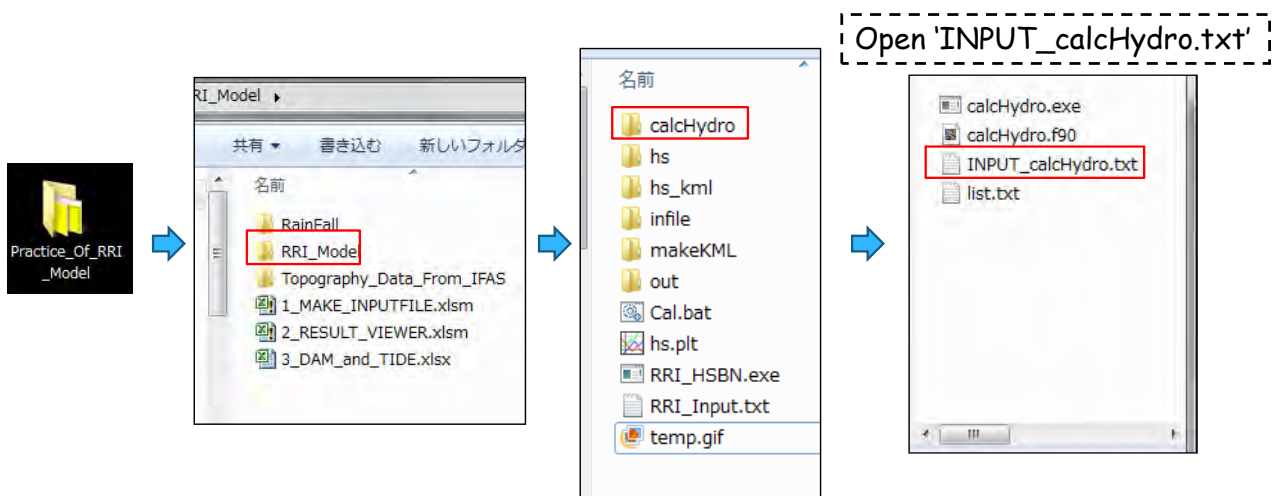 Open ‘INPUT_calcHydro.txt’
Practice_Of_RRI
_Model
RI_Model
共有 書き込む 新しいフォルダ
名前
RainFall
RRI_Model
Topography_Data_From_IFAS
1_MAKE_INPUTFILE.xlsm
2_RESULT_VIEWER.xlsm
3_DAM_and_TIDE.xlsx
名前
calcHydro
hs
hs_kml
infile
makeKML
out
Cal.bat
hs.plt
RRI_HSBN.exe
RRI_Input.txt
temp.gif
calcHydro.exe
calcHydro.f90
INPUT_calcHydro.txt
list.txt